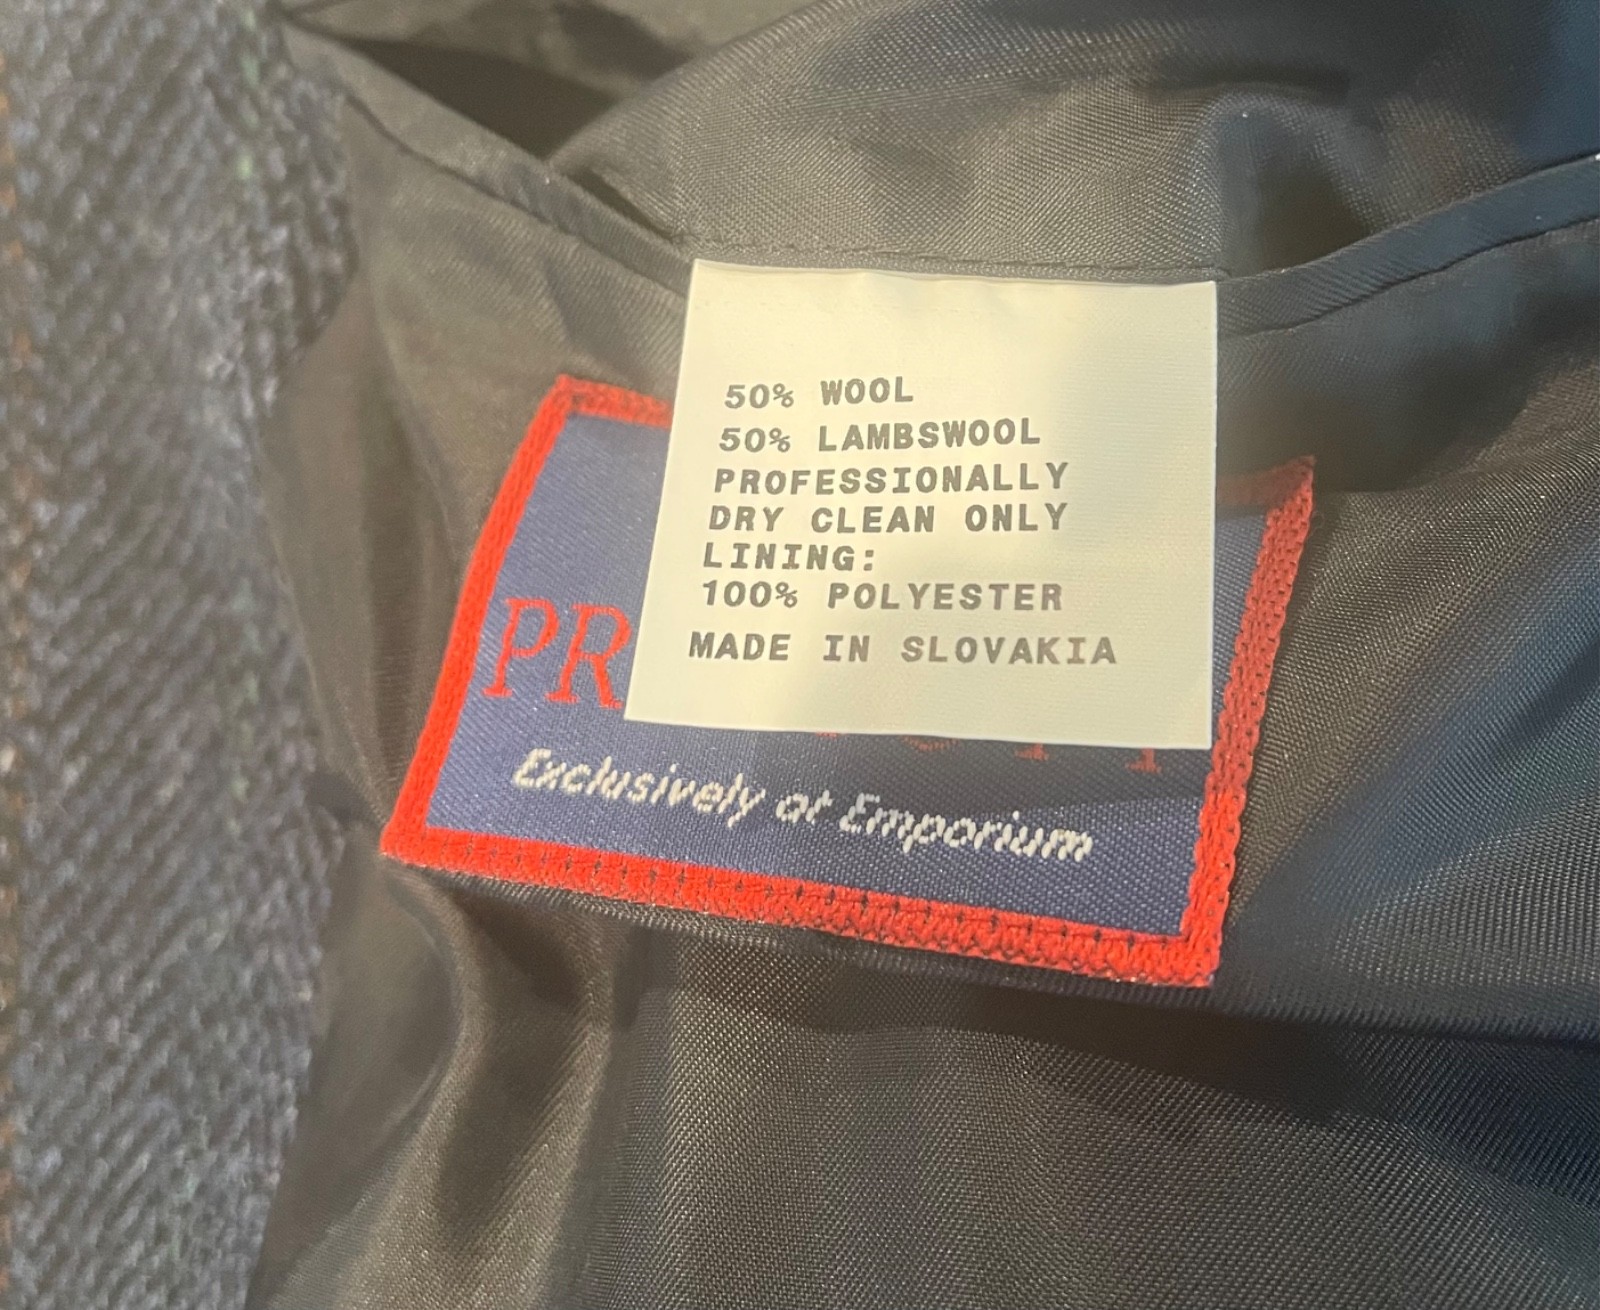 50% WOOL
50% LAMBSWOOL
PROFESSIONALLY
DRY CLEAN ONLY
LINING:
100% POLYESTER
MADE IN SLOVAKIA
PR
Exclusively at Emporium